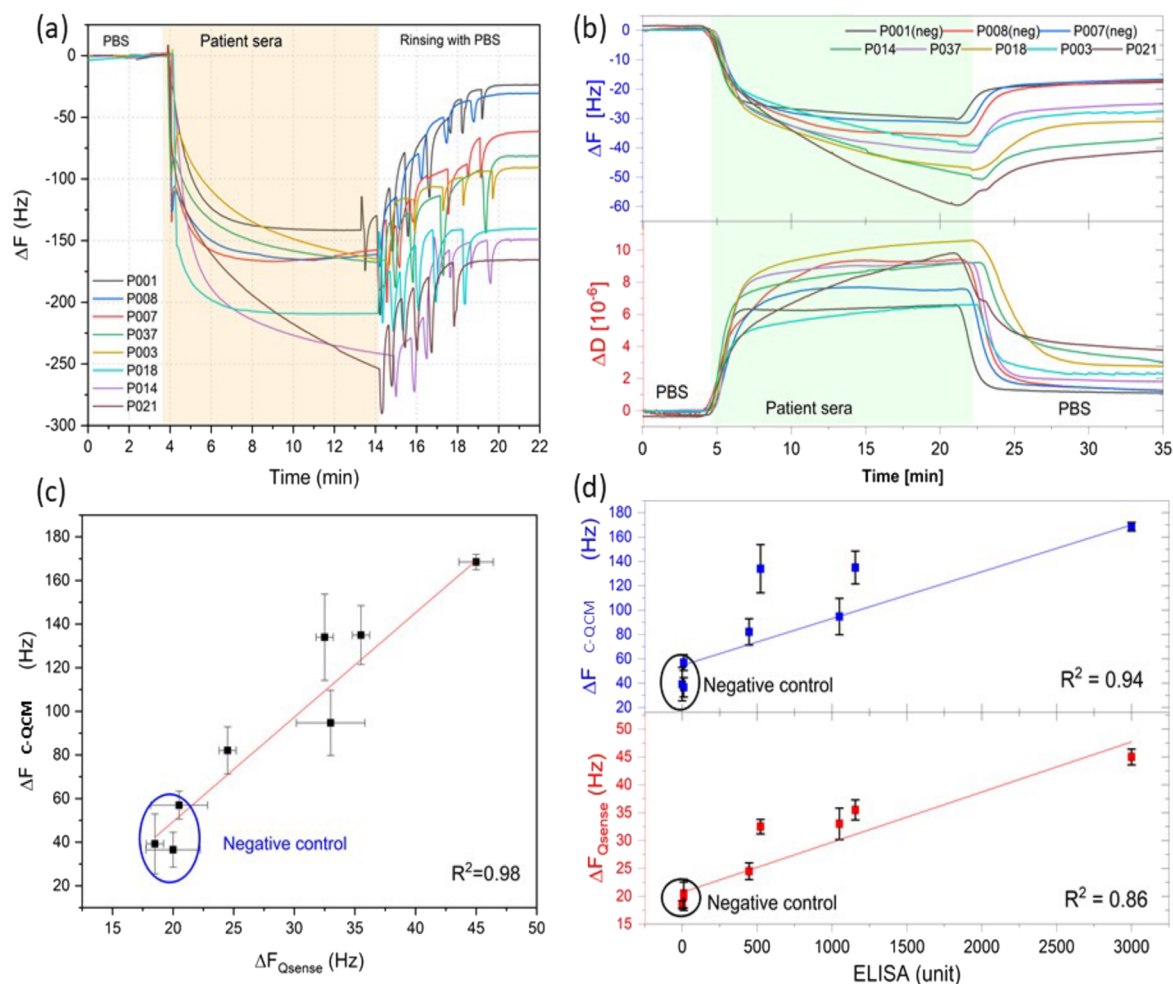 (a)
PBS
Patient sera
Rinsing with PBS
0
-50
-100
-150
-200
-250
-300
ΔF (Hz)
P001
P008
P007
P037
P003
P018
P014
P021
0 2 4 6 8 10 12 14 16 18 20 22
Time (min)
(b)
P001(neg) P008(neg) P007(neg)
P014 P037 P018 P003 P021
0
-10
-20
-30
-40
-50
-60
ΔF [Hz]
10
8
6
4
2
0
ΔD [10⁻⁶]
PBS
Patient sera
PBS
0 5 10 15 20 25 30 35
Time [min]
(c)
180
160
140
120
100
80
60
40
20
ΔF C-QCM (Hz)
Negative control
R²=0.98
15 20 25 30 35 40 45 50
ΔF Qsense (Hz)
(d)
180
160
140
120
100
80
60
40
20
ΔF C-QCM (Hz)
Negative control
R² = 0.94
45
40
35
30
25
20
15
ΔF Qsense (Hz)
Negative control
R² = 0.86
0 500 1000 1500 2000 2500 3000
ELISA (unit)